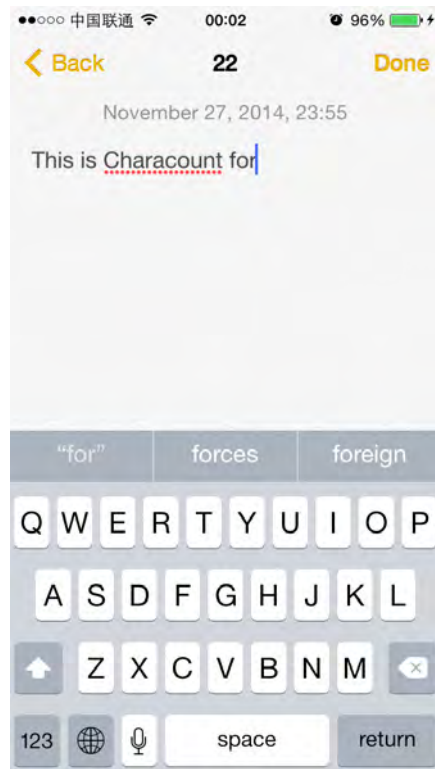 中国联通 00:02 96%
Back 22 Done
November 27, 2014, 23:55
This is Characount for
“for” forces foreign
Q W E R T Y U I O P
A S D F G H J K L
Z X C V B N M
123 space return